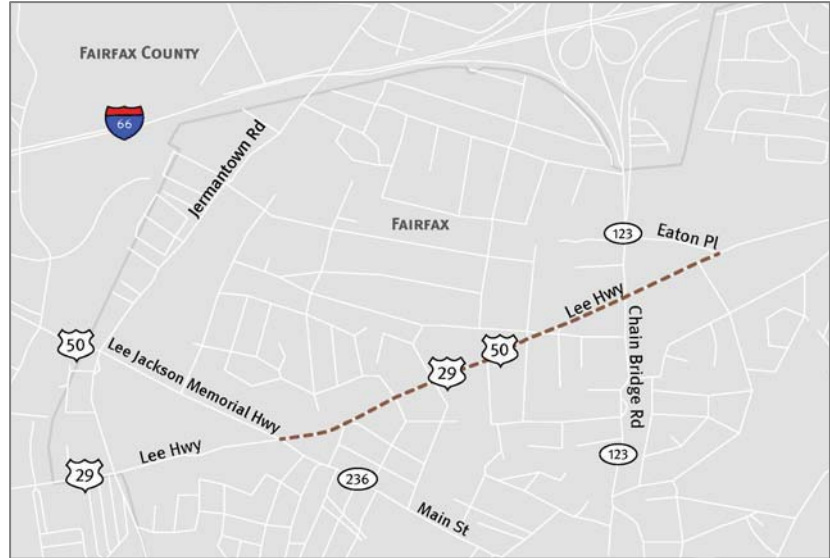 FAIRFAX COUNTY
66
Jermantown Rd
FAIRFAX
123
Eaton Pl
Lee Hwy
50
29
50
Lee Jackson Memorial Hwy
Chain Bridge Rd
Lee Hwy
29
236
123
Main St